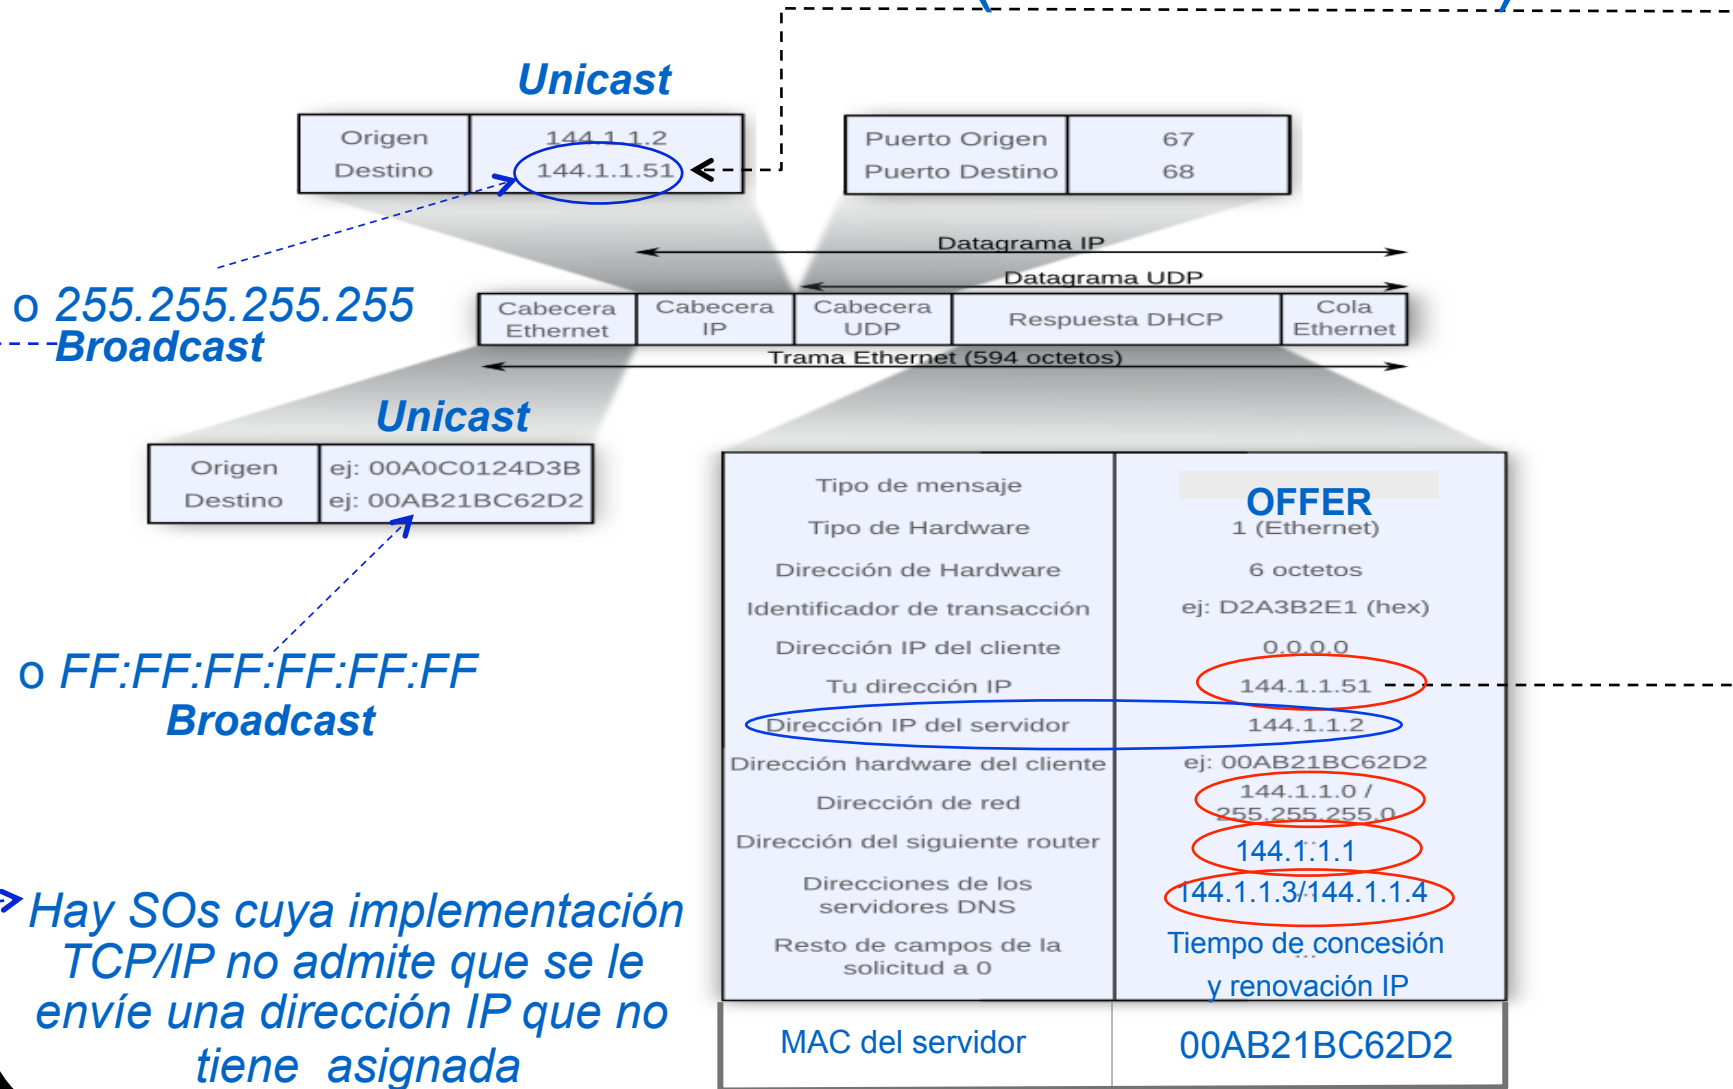 Unicast
Origen 144.1.1.2
Destino 144.1.1.51
Puerto Origen 67
Puerto Destino 68
Datagrama IP
Datagrama UDP
o 255.255.255.255
Broadcast
Cabecera Ethernet
Cabecera IP
Cabecera UDP
Respuesta DHCP
Cola Ethernet
Trama Ethernet (594 octetos)
Unicast
Origen ej: 00A0C0124D3B
Destino ej: 00AB21BC62D2
o FF:FF:FF:FF:FF:FF
Broadcast
Tipo de mensaje OFFER
Tipo de Hardware 1 (Ethernet)
Dirección de Hardware 6 octetos
Identificador de transacción ej: D2A3B2E1 (hex)
Dirección IP del cliente 0.0.0.0
Tu dirección IP 144.1.1.51
Dirección IP del servidor 144.1.1.2
Dirección hardware del cliente ej: 00AB21BC62D2
Dirección de red 144.1.1.0 /
255.255.255.0
Dirección del siguiente router 144.1.1.1
Direcciones de los
servidores DNS 144.1.1.3/144.1.1.4
Resto de campos de la
solicitud a 0
Tiempo de concesión
y renovación IP
MAC del servidor 00AB21BC62D2
Hay SOs cuya implementación
TCP/IP no admite que se le
envíe una dirección IP que no
tiene asignada